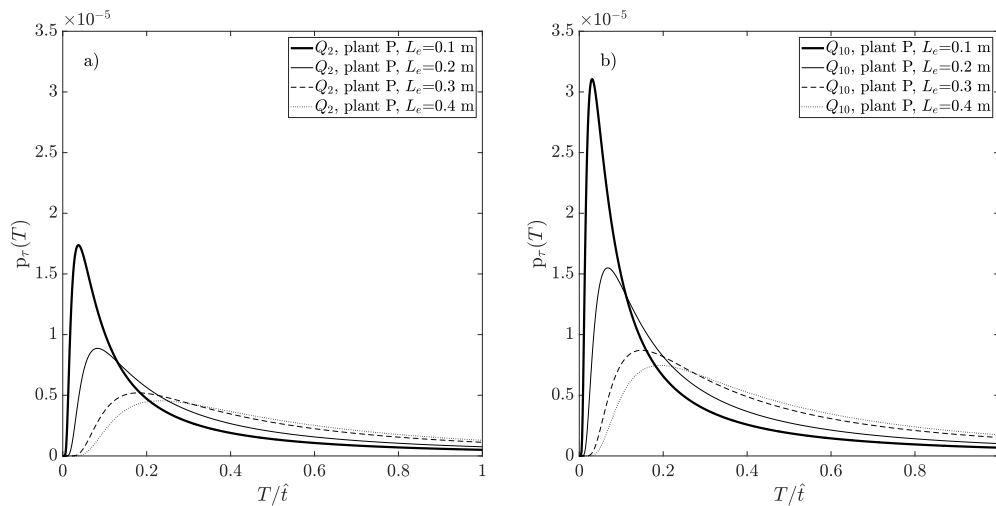 ×10⁻⁵
3.5
3
2.5
2
1.5
1
0.5
0
p_τ(T)
a)
Q₂, plant P, Lₑ=0.1 m
Q₂, plant P, Lₑ=0.2 m
Q₂, plant P, Lₑ=0.3 m
Q₂, plant P, Lₑ=0.4 m
0 0.2 0.4 0.6 0.8 1
T/t̂
×10⁻⁵
3.5
3
2.5
2
1.5
1
0.5
0
p_τ(T)
b)
Q₁₀, plant P, Lₑ=0.1 m
Q₁₀, plant P, Lₑ=0.2 m
Q₁₀, plant P, Lₑ=0.3 m
Q₁₀, plant P, Lₑ=0.4 m
0 0.2 0.4 0.6 0.8
T/t̂